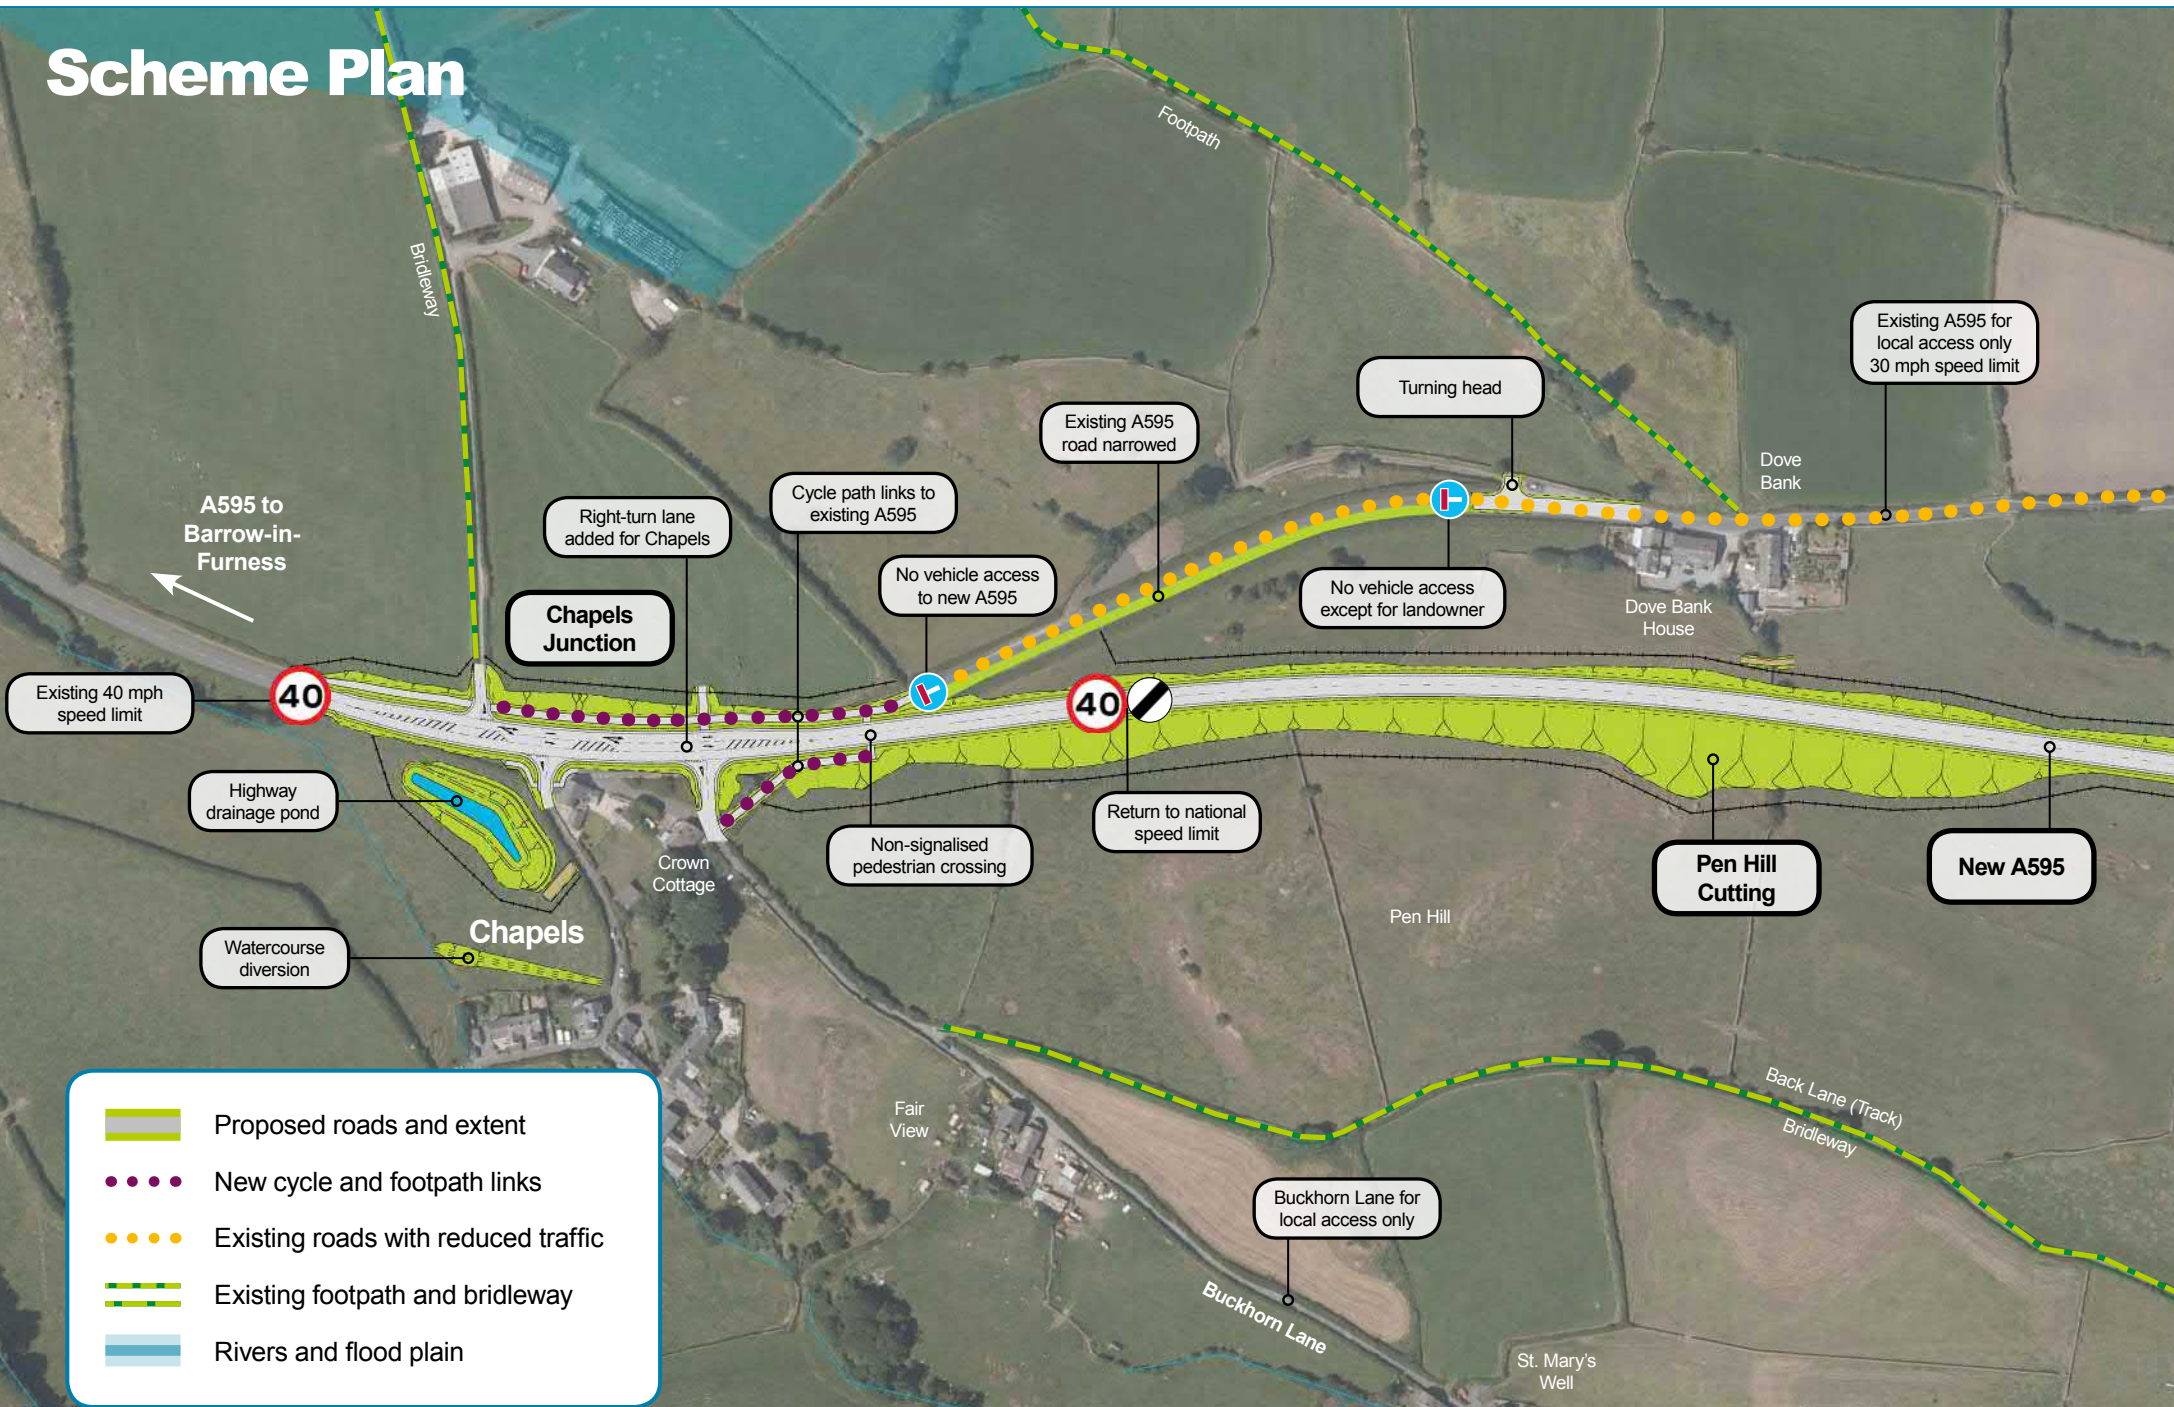 Scheme Plan
Footpath
Bridleway
Existing A595 for
local access only
30 mph speed limit
Turning head
Existing A595
road narrowed
Dove
Bank
Cycle path links to
existing A595
A595 to
Barrow-in-
Furness
Right-turn lane
added for Chapels
No vehicle access
to new A595
No vehicle access
except for landowner
Dove Bank
House
Chapels
Junction
Existing 40 mph
speed limit
40
40
Highway
drainage pond
Return to national
speed limit
Non-signalised
pedestrian crossing
Crown
Cottage
Pen Hill
Cutting
New A595
Pen Hill
Chapels
Watercourse
diversion
Back Lane (Track)
Bridleway
Fair
View
Buckhorn Lane for
local access only
Buckhorn Lane
St. Mary's
Well
Proposed roads and extent
New cycle and footpath links
Existing roads with reduced traffic
Existing footpath and bridleway
Rivers and flood plain